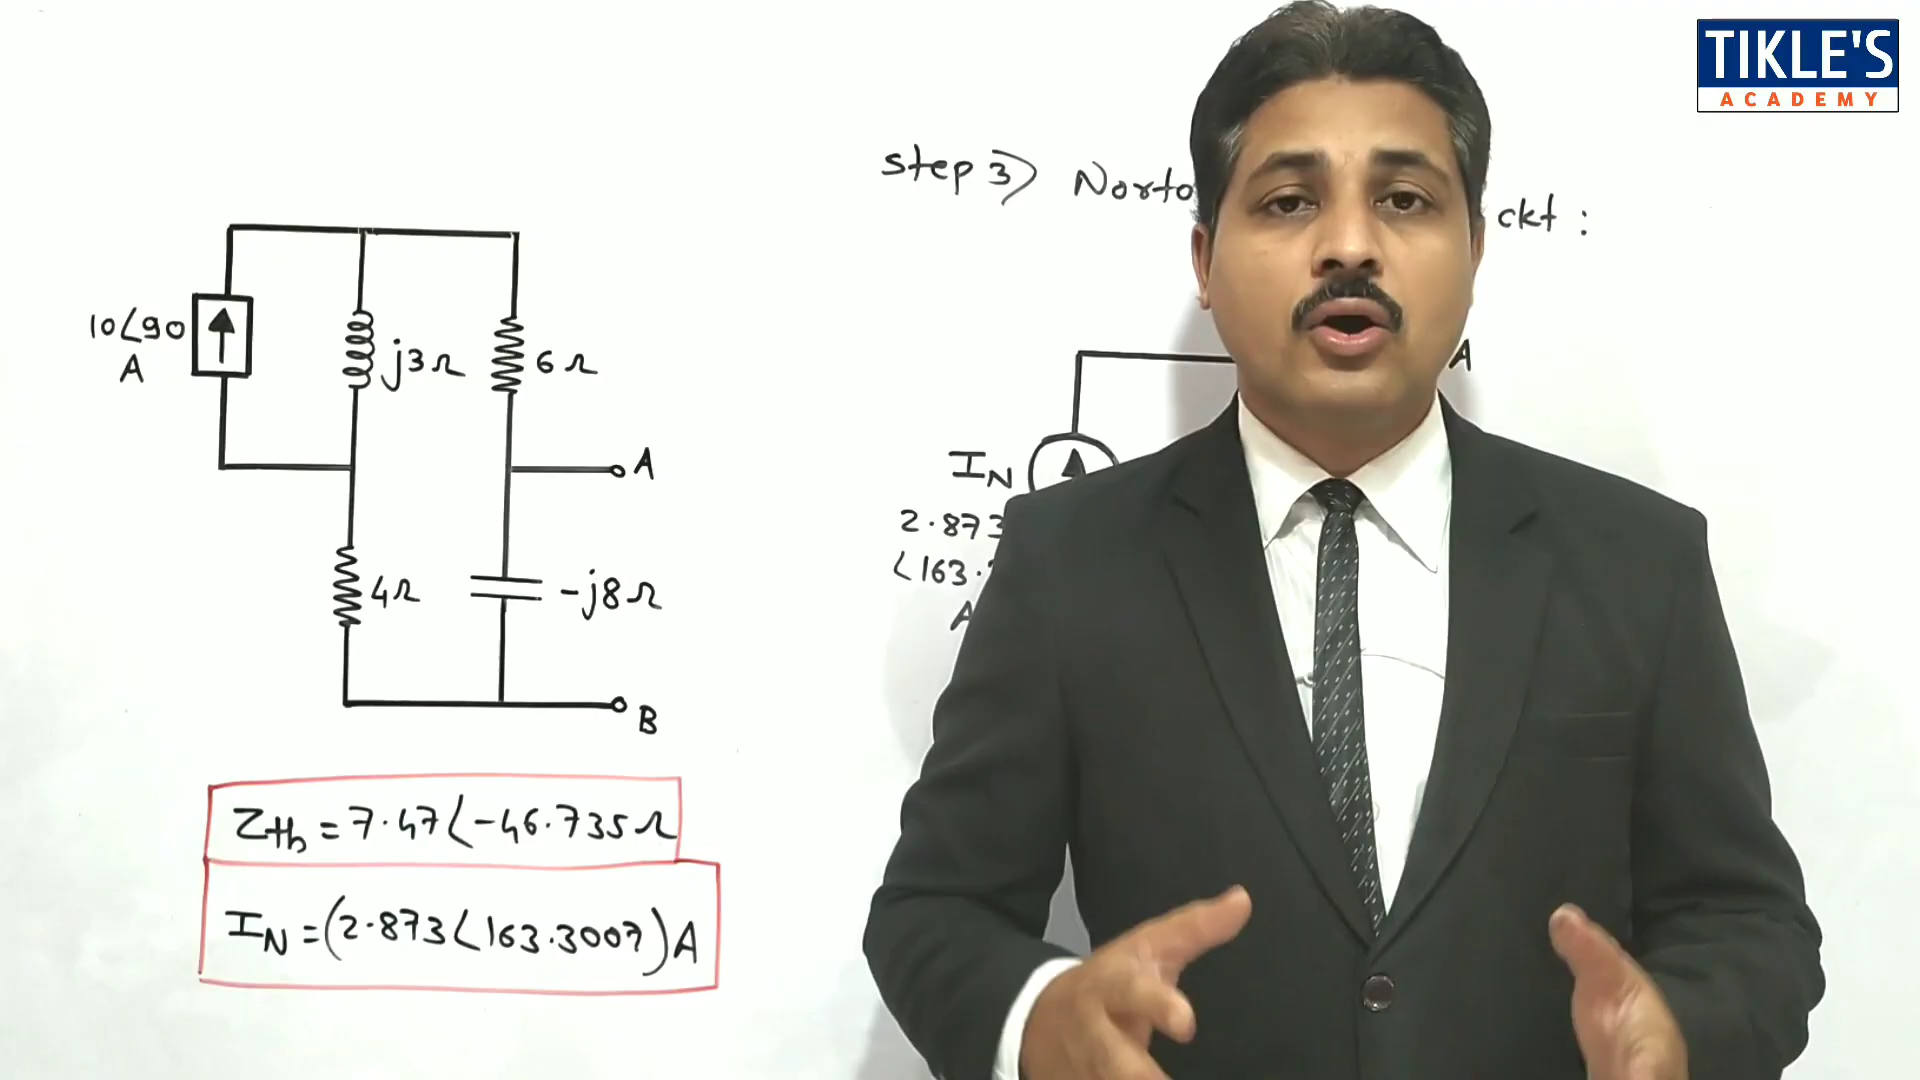 TIKLE'S
ACADEMY
step 3) Norto ckt :
10∠90
A
j3Ω
6Ω
A
4Ω
-j8Ω
B
Zth = 7.47∠-46.735Ω
IN = (2.873∠163.3007)A
A
IN
2.873
∠163.
A